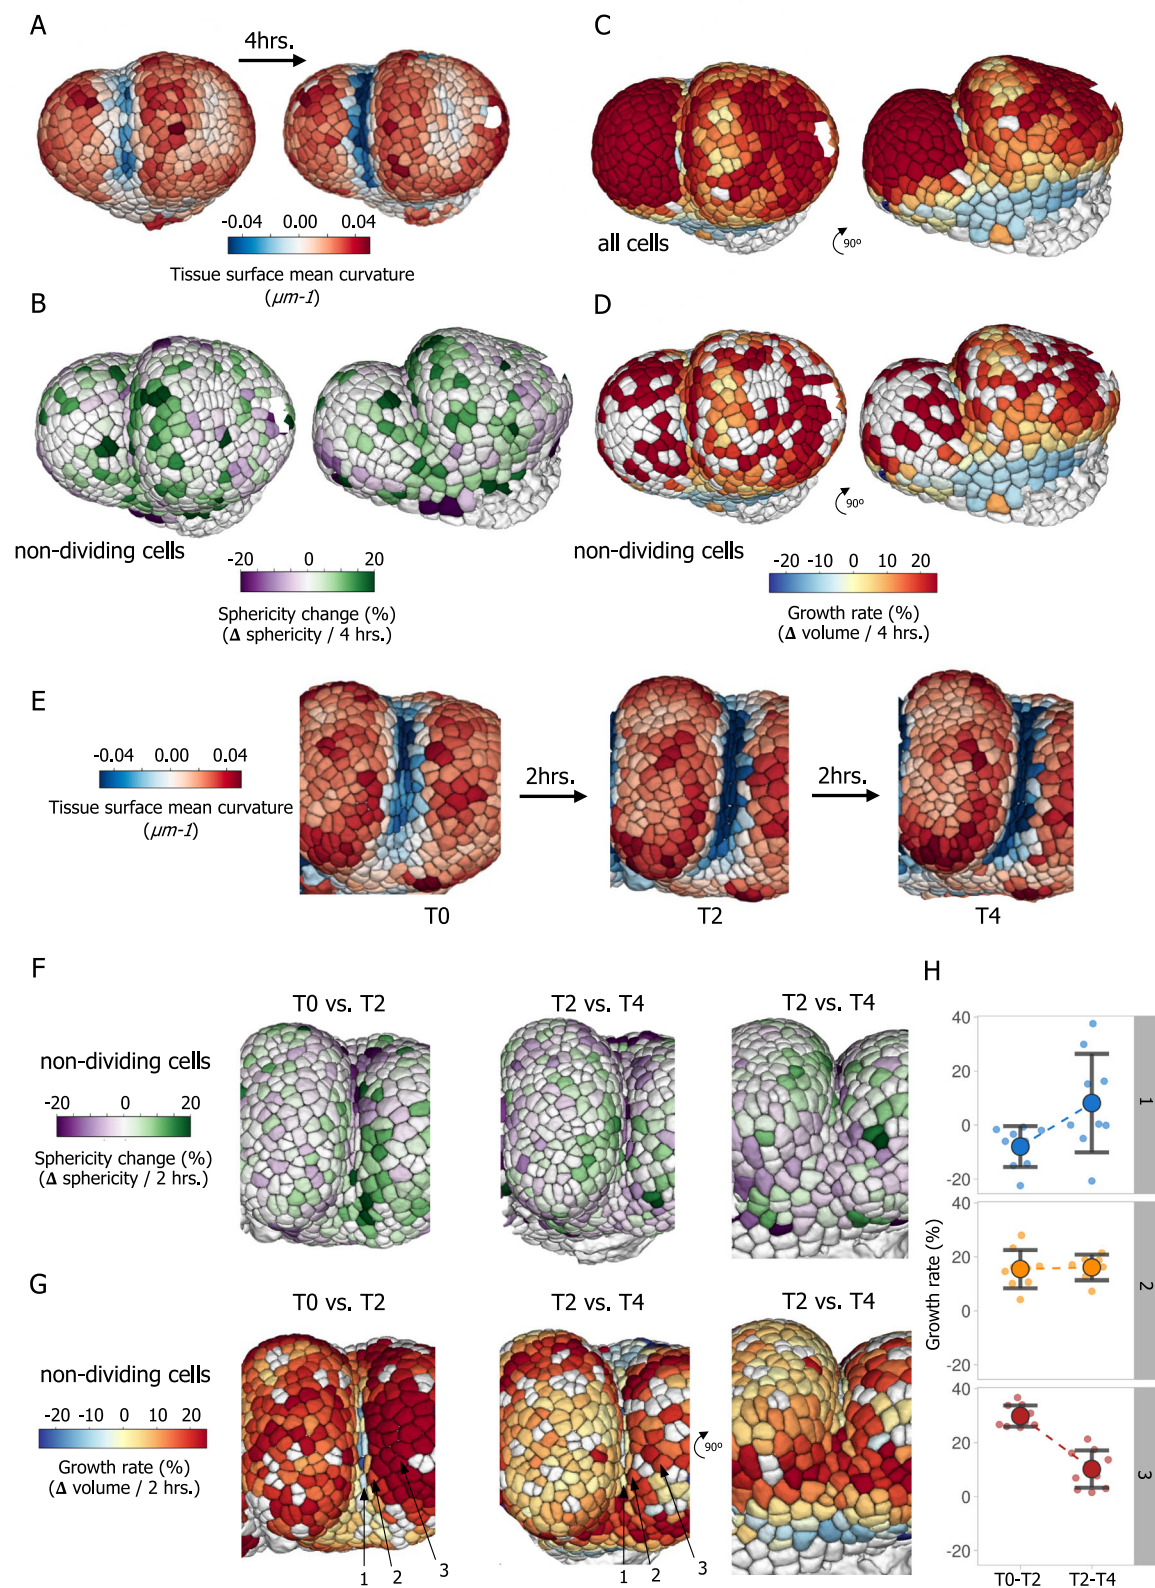 A
4hrs.
-0.04 0.00 0.04
Tissue surface mean curvature
(μm-1)
B
non-dividing cells
-20 0 20
Sphericity change (%)
(Δ sphericity / 4 hrs.)
C
all cells
90º
D
90º
non-dividing cells
-20 -10 0 10 20
Growth rate (%)
(Δ volume / 4 hrs.)
E
-0.04 0.00 0.04
Tissue surface mean curvature
(μm-1)
2hrs.
2hrs.
T0
T2
T4
F
T0 vs. T2
T2 vs. T4
T2 vs. T4
non-dividing cells
-20 0 20
Sphericity change (%)
(Δ sphericity / 2 hrs.)
G
T0 vs. T2
T2 vs. T4
T2 vs. T4
non-dividing cells
-20 -10 0 10 20
Growth rate (%)
(Δ volume / 2 hrs.)
90º
1 2 3
1 2 3
H
Growth rate (%)
40
20
0
-20
1
40
20
0
-20
2
40
20
0
-20
3
T0-T2 T2-T4